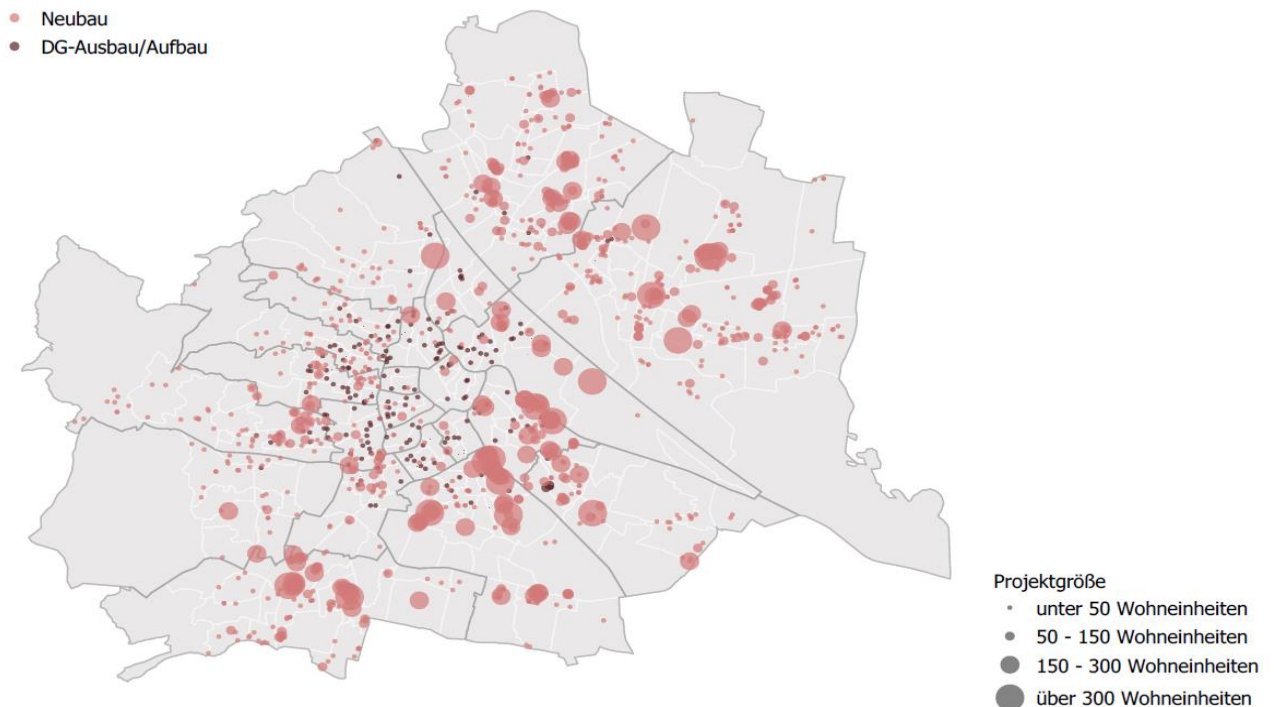 Neubau
DG-Ausbau/Aufbau
Projektgröße
unter 50 Wohneinheiten
50 - 150 Wohneinheiten
150 - 300 Wohneinheiten
über 300 Wohneinheiten